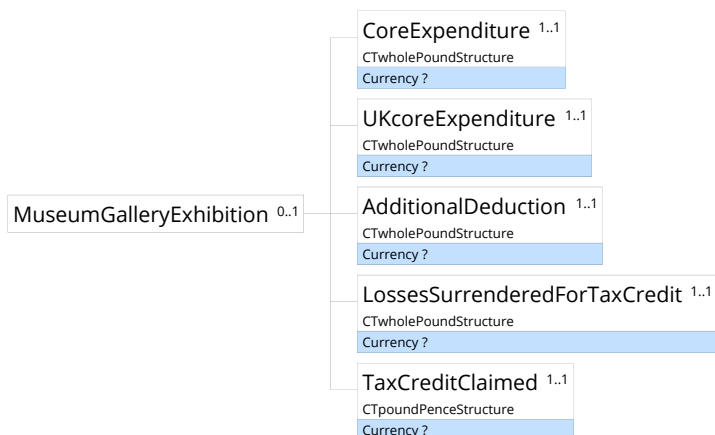 CoreExpenditure 1..1
CTwholePoundStructure
Currency ?
UKcoreExpenditure 1..1
CTwholePoundStructure
Currency ?
MuseumGalleryExhibition 0..1
AdditionalDeduction 1..1
CTwholePoundStructure
Currency ?
LossesSurrenderedForTaxCredit 1..1
CTwholePoundStructure
Currency ?
TaxCreditClaimed 1..1
CTpoundPenceStructure
Currency ?